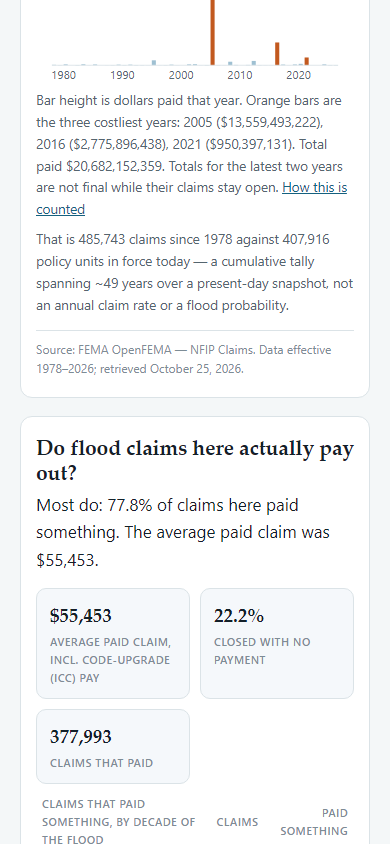 1980 1990 2000 2010 2020
Bar height is dollars paid that year. Orange bars are
the three costliest years: 2005 ($13,559,493,222),
2016 ($2,775,896,438), 2021 ($950,397,131). Total
paid $20,682,152,359. Totals for the latest two years
are not final while their claims stay open. How this is
counted
That is 485,743 claims since 1978 against 407,916
policy units in force today — a cumulative tally
spanning ~49 years over a present-day snapshot, not
an annual claim rate or a flood probability.
Source: FEMA OpenFEMA — NFIP Claims. Data effective
1978–2026; retrieved October 25, 2026.
Do flood claims here actually pay
out?
Most do: 77.8% of claims here paid
something. The average paid claim was
$55,453.
$55,453
AVERAGE PAID CLAIM,
INCL. CODE-UPGRADE
(ICC) PAY
22.2%
CLOSED WITH NO
PAYMENT
377,993
CLAIMS THAT PAID
CLAIMS THAT PAID
SOMETHING, BY DECADE OF
THE FLOOD
CLAIMS
PAID
SOMETHING